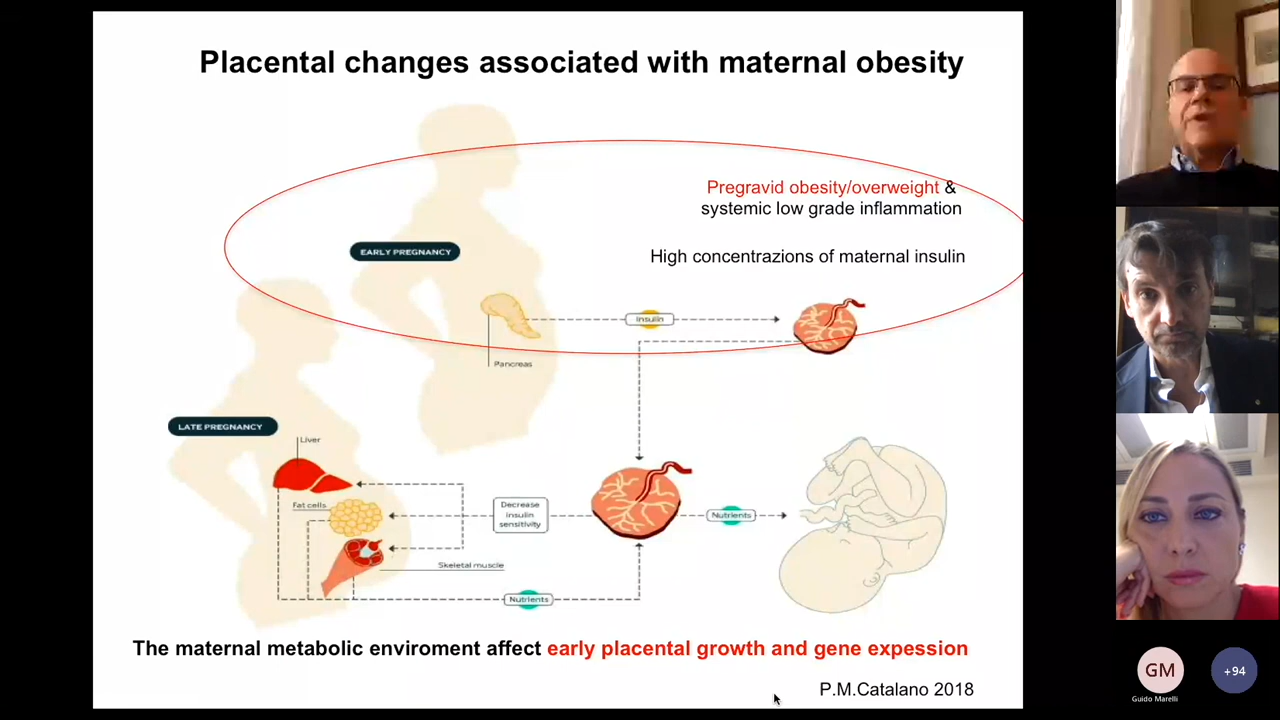 Placental changes associated with maternal obesity
Pregravid obesity/overweight &
systemic low grade inflammation
EARLY PREGNANCY
High concentrazions of maternal insulin
Insulin
Pancreas
LATE PREGNANCY
Liver
Fat cells
Decrease
insulin
sensitivity
Nutrients
Skeletal muscle
Nutrients
The maternal metabolic enviroment affect early placental growth and gene expession
P.M.Catalano 2018
GM
Guido Marelli
+94